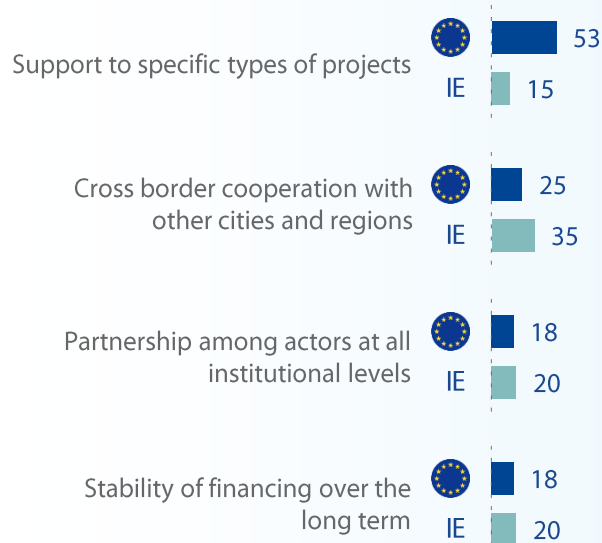 53
Support to specific types of projects
IE 15
25
Cross border cooperation with
other cities and regions
IE 35
18
Partnership among actors at all
institutional levels
IE 20
18
Stability of financing over the
long term
IE 20